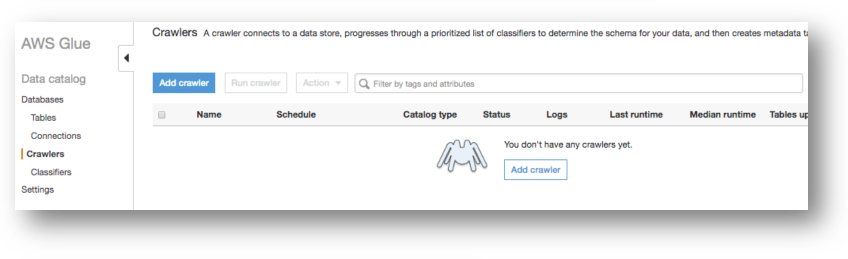 AWS Glue
Data catalog
Databases
Tables
Connections
Crawlers
Classifiers
Settings
Crawlers A crawler connects to a data store, progresses through a prioritized list of classifiers to determine the schema for your data, and then creates metadata ta
Add crawler Run crawler Action Filter by tags and attributes
Name Schedule Catalog type Status Logs Last runtime Median runtime Tables up
You don't have any crawlers yet.
Add crawler